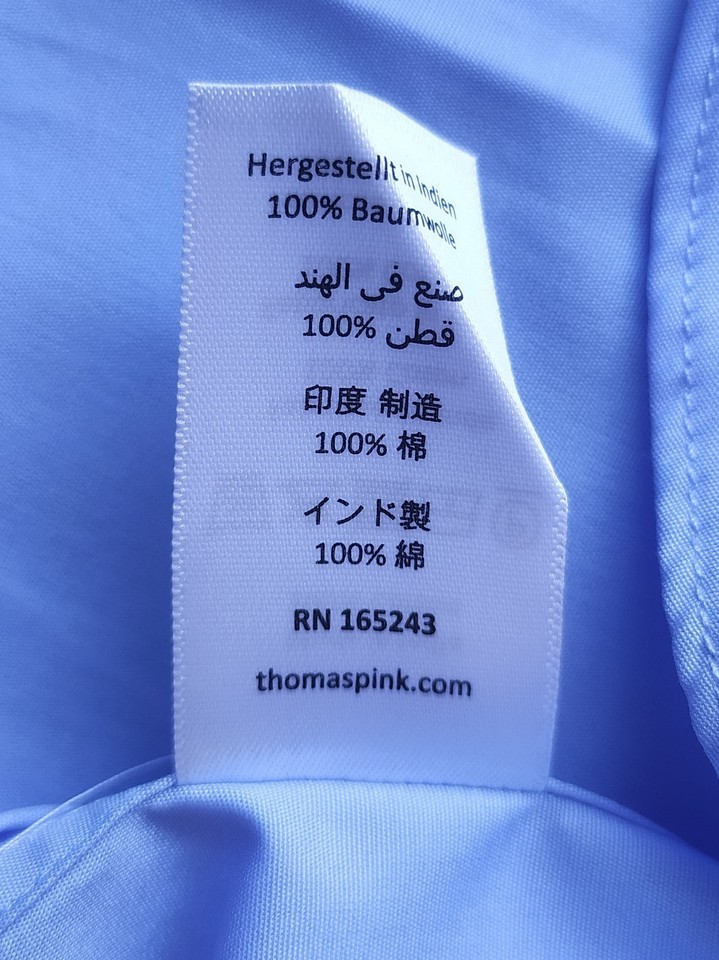 Hergestellt in Indien
100% Baumwolle
صنع فى الهند
100% قطن
印度 制造
100% 棉
インド製
100% 綿
RN 165243
thomaspink.com